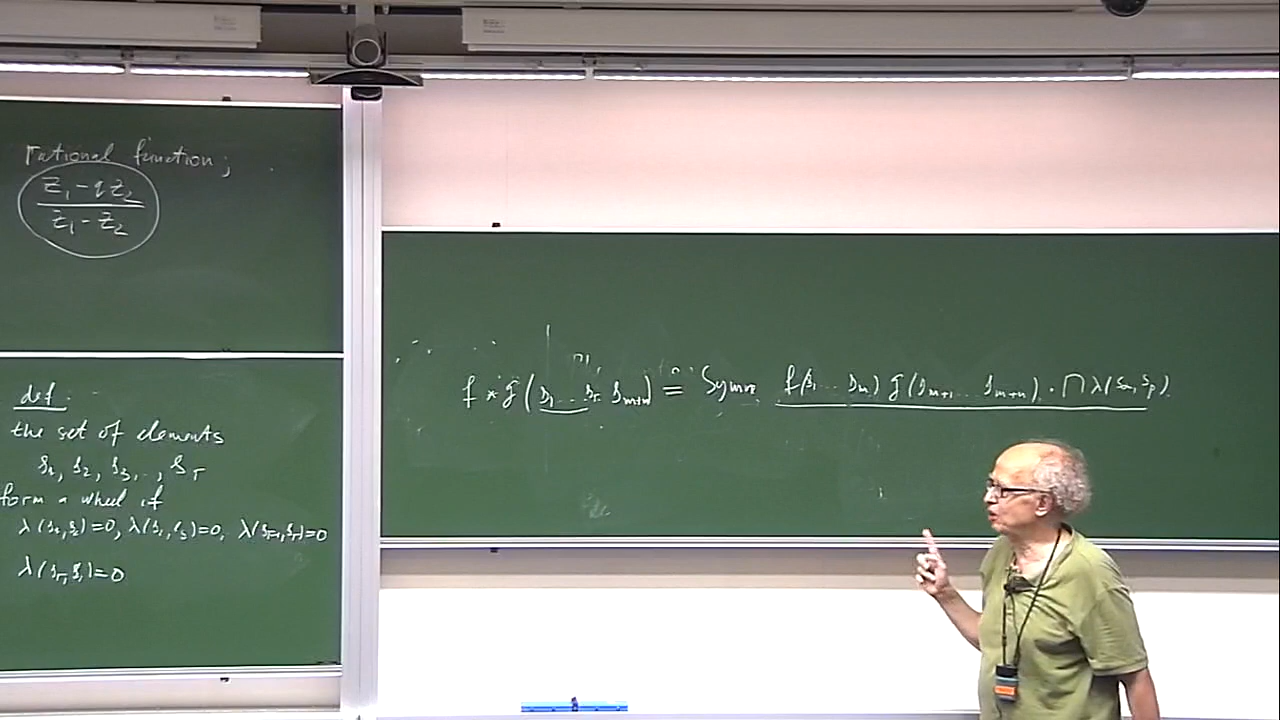 rational function;
z₁ - q z₂
z₁ - z₂
def:
the set of elements
s₁, s₂, s₃, .., s_r
form a wheel if
λ(s₁,s₂)=0, λ(s₂,s₃)=0, λ(s_{r-1},s_r)=0
λ(s_r,s₁)=0
f * g (s₁ ... s_{m+n}) = Sym f(s₁ ... s_m) g(s_{m+1} ... s_{m+n}) · ∏ λ(s_α, s_β)